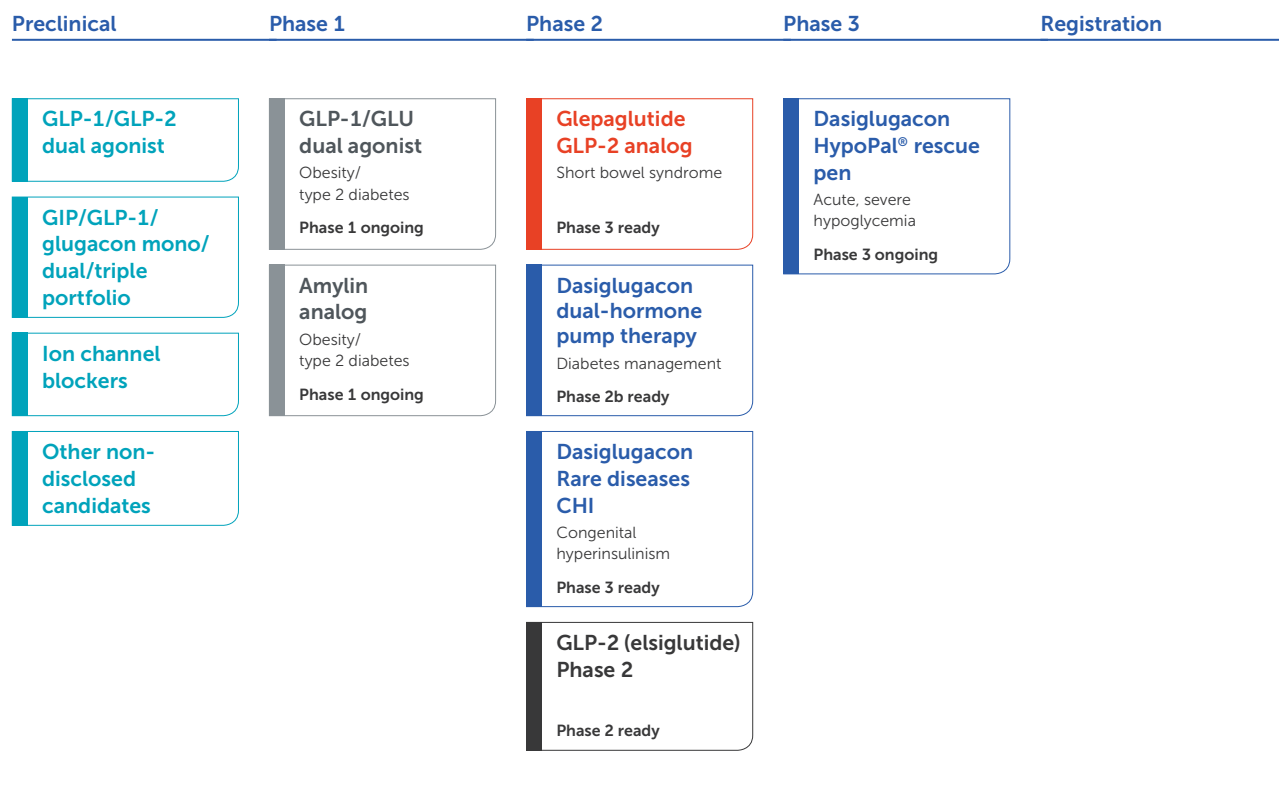 Preclinical
Phase 1
Phase 2
Phase 3
Registration
GLP-1/GLP-2
dual agonist
GIP/GLP-1/
glugacon mono/
dual/triple
portfolio
Ion channel
blockers
Other non-
disclosed
candidates
GLP-1/GLU
dual agonist
Obesity/
type 2 diabetes
Phase 1 ongoing
Amylin
analog
Obesity/
type 2 diabetes
Phase 1 ongoing
Glepaglutide
GLP-2 analog
Short bowel syndrome
Phase 3 ready
Dasiglugacon
dual-hormone
pump therapy
Diabetes management
Phase 2b ready
Dasiglugacon
Rare diseases
CHI
Congenital
hyperinsulinism
Phase 3 ready
GLP-2 (elsiglutide)
Phase 2
Phase 2 ready
Dasiglugacon
HypoPal® rescue
pen
Acute, severe
hypoglycemia
Phase 3 ongoing